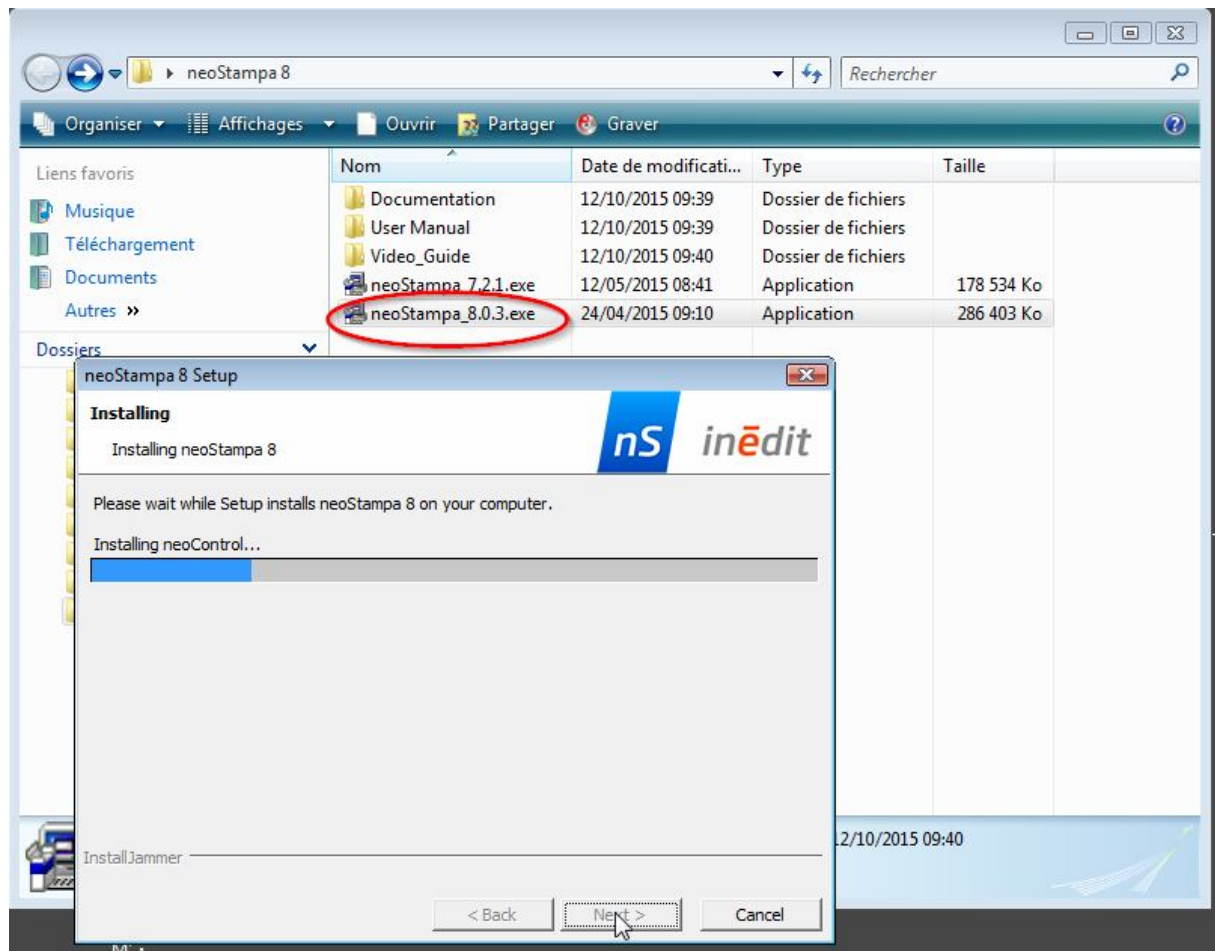 neoStampa 8
Rechercher
Organiser Affichages Ouvrir Partager Graver
Liens favoris
Musique
Téléchargement
Documents
Autres »
Dossiers
Nom Date de modificati... Type Taille
Documentation 12/10/2015 09:39 Dossier de fichiers
User Manual 12/10/2015 09:39 Dossier de fichiers
Video_Guide 12/10/2015 09:40 Dossier de fichiers
neoStampa_7.2.1.exe 12/05/2015 08:41 Application 178 534 Ko
neoStampa_8.0.3.exe 24/04/2015 09:10 Application 286 403 Ko
neoStampa 8 Setup
Installing
Installing neoStampa 8
nS inēdit
Please wait while Setup installs neoStampa 8 on your computer.
Installing neoControl...
12/10/2015 09:40
InstallJammer
< Back Next > Cancel